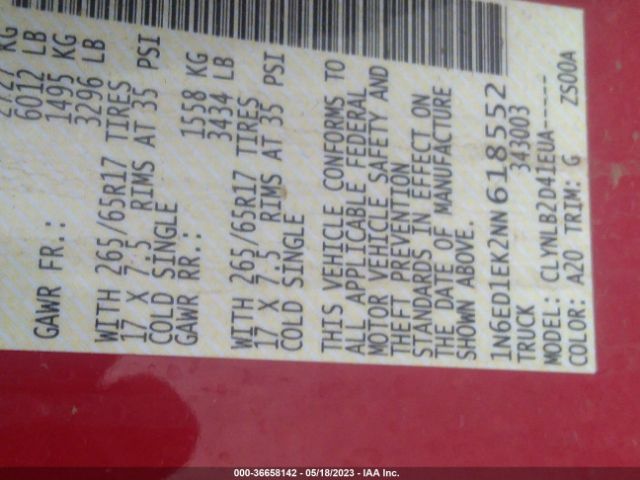 2727 KG
6012 LB
GAWR FR.: 1495 KG
3296 LB
WITH 265/65R17 TIRES
17 X 7.5 RIMS AT 35 PSI
COLD SINGLE
GAWR RR.: 1558 KG
3434 LB
WITH 265/65R17 TIRES
17 X 7.5 RIMS AT 35 PSI
COLD SINGLE
THIS VEHICLE CONFORMS TO
ALL APPLICABLE FEDERAL
MOTOR VEHICLE SAFETY AND
THEFT PREVENTION
STANDARDS IN EFFECT ON
THE DATE OF MANUFACTURE
SHOWN ABOVE.
1N6ED1EK2NN618552
TRUCK 343003
MODEL: CLYNLB2D41EUA-----
COLOR: A20 TRIM: G ZS00A
000-36658142 - 05/18/2023 - IAA Inc.